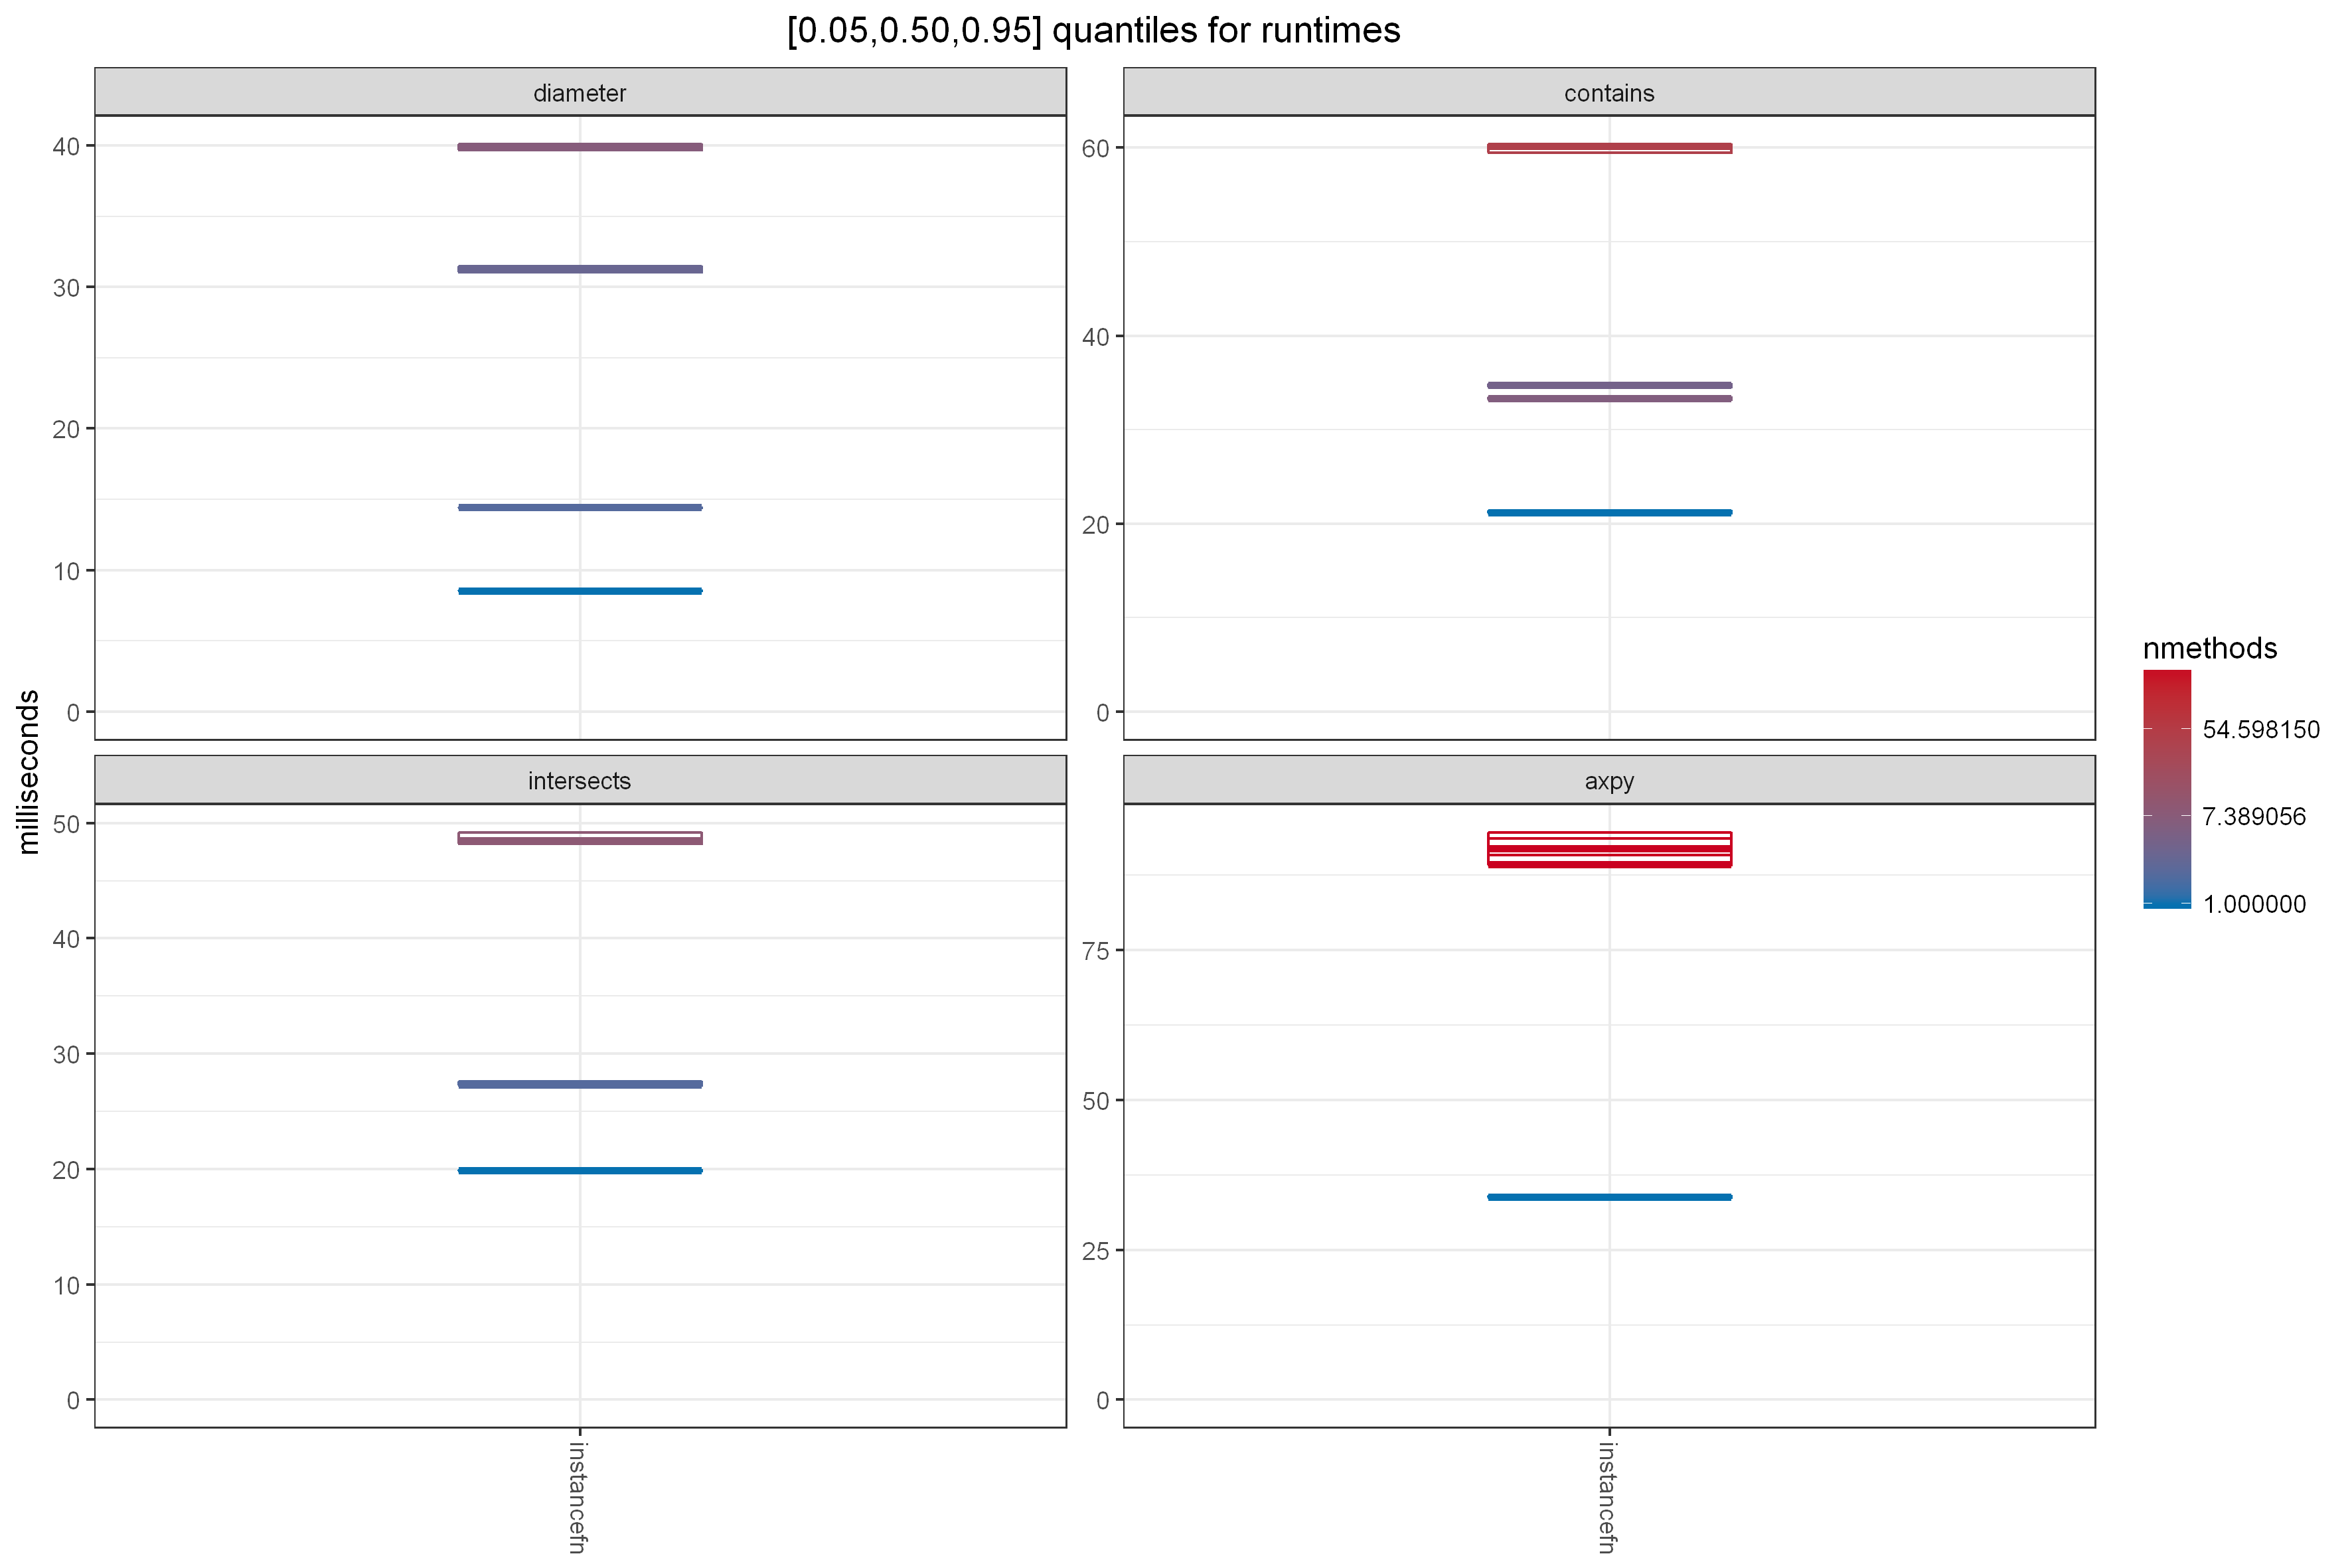 [0.05,0.50,0.95] quantiles for runtimes
milliseconds
diameter
40
30
20
10
0
contains
60
40
20
0
intersects
50
40
30
20
10
0
instancefn
axpy
75
50
25
0
instancefn
nmethods
54.598150
7.389056
1.000000